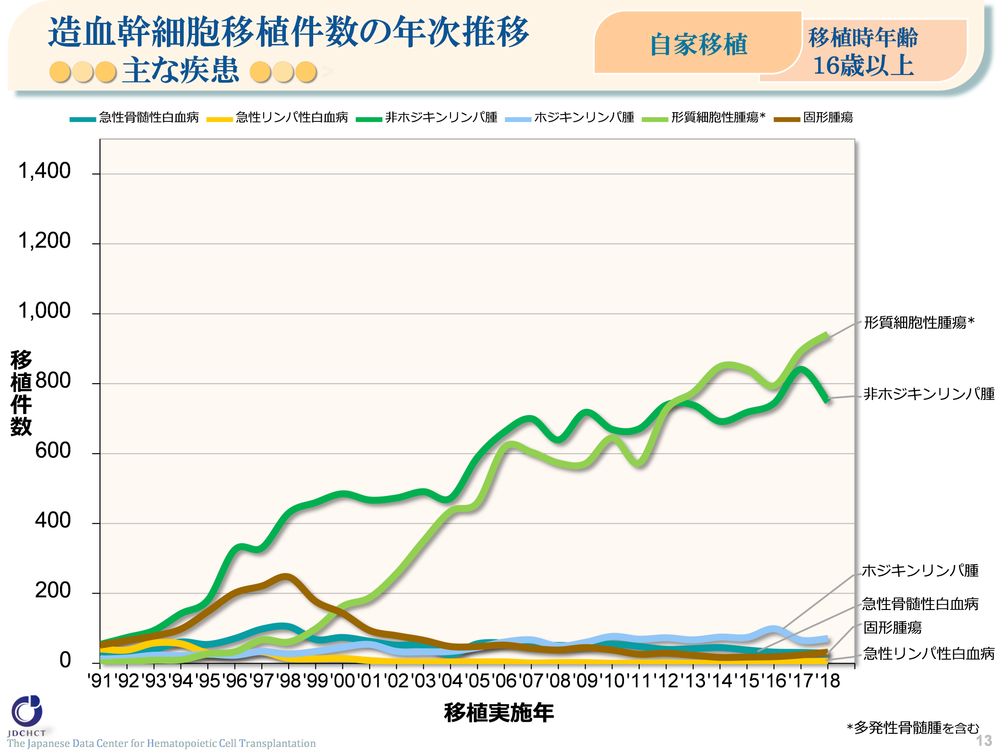 造血幹細胞移植件数の年次推移
主な疾患
>
自家移植
移植時年齢
16歳以上
急性骨髄性白血病 急性リンパ性白血病 非ホジキンリンパ腫 ホジキンリンパ腫 形質細胞性腫瘍* 固形腫瘍
1,400
1,200
1,000
800
600
400
200
0
移植件数
形質細胞性腫瘍*
非ホジキンリンパ腫
ホジキンリンパ腫
急性骨髄性白血病
固形腫瘍
急性リンパ性白血病
'91 '92 '93 '94 '95 '96 '97 '98 '99 '00 '01 '02 '03 '04 '05 '06 '07 '08 '09 '10 '11 '12 '13 '14 '15 '16 '17 '18
移植実施年
*多発性骨髄腫を含む
JDCHCT
The Japanese Data Center for Hematopoietic Cell Transplantation
13